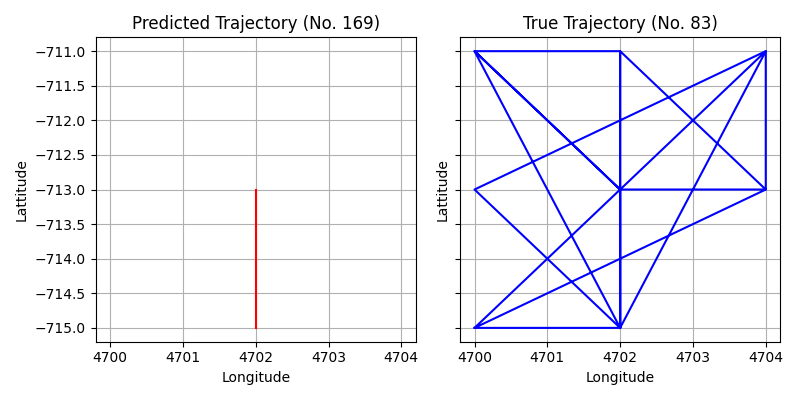 Predicted Trajectory (No. 169)
True Trajectory (No. 83)
−711.0
−711.5
−712.0
−712.5
−713.0
−713.5
−714.0
−714.5
−715.0
Lattitude
Lattitude
4700 4701 4702 4703 4704
4700 4701 4702 4703 4704
Longitude
Longitude